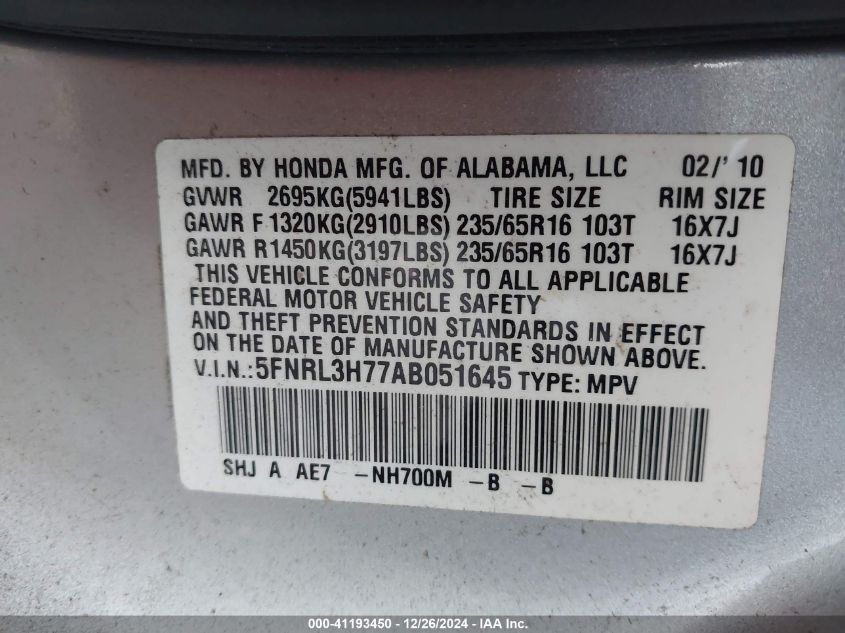 MFD. BY HONDA MFG. OF ALABAMA, LLC 02/'10
GVWR 2695KG(5941LBS) TIRE SIZE RIM SIZE
GAWR F1320KG(2910LBS) 235/65R16 103T 16X7J
GAWR R1450KG(3197LBS) 235/65R16 103T 16X7J
THIS VEHICLE CONFORMS TO ALL APPLICABLE
FEDERAL MOTOR VEHICLE SAFETY
AND THEFT PREVENTION STANDARDS IN EFFECT
ON THE DATE OF MANUFACTURE SHOWN ABOVE.
V.I.N.:5FNRL3H77AB051645 TYPE: MPV
SHJ A AE7 -NH700M -B -B
000-41193450 - 12/26/2024 - IAA Inc.